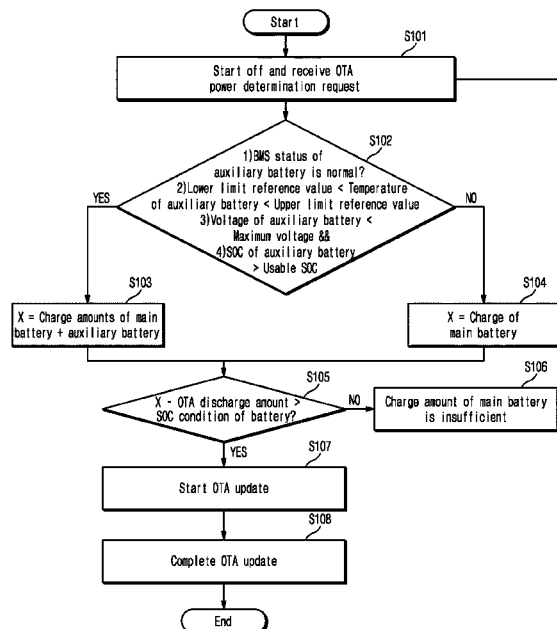 Start
S101
Start off and receive OTA
power determination request
S102
1)BMS status of
auxiliary battery is normal?
2)Lower limit reference value < Temperature
of auxiliary battery < Upper limit reference value
3)Voltage of auxiliary battery <
Maximum voltage &&
4)SOC of auxiliary battery
> Usable SOC
YES
NO
S103
X = Charge amounts of main
battery + auxiliary battery
S104
X = Charge of
main battery
S105
X - OTA discharge amount >
SOC condition of battery?
NO
S106
Charge amount of main battery
is insufficient
YES
S107
Start OTA update
S108
Complete OTA update
End